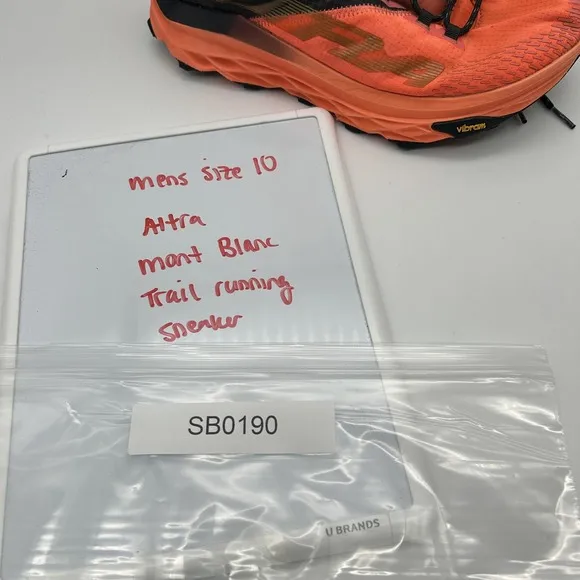 vibram
mens size 10
Altra
mont Blanc
Trail running
sneaker
SB0190
U BRANDS